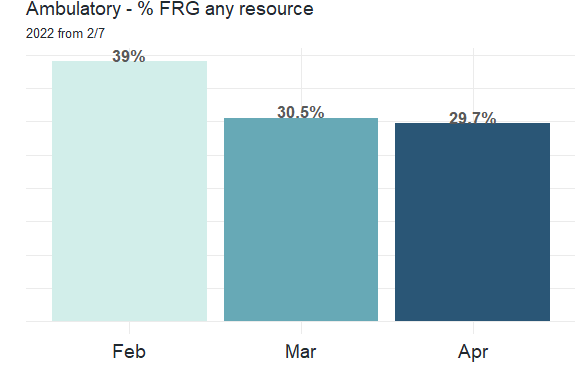 Ambulatory - % FRG any resource
2022 from 2/7
39%
30.5%
29.7%
Feb
Mar
Apr